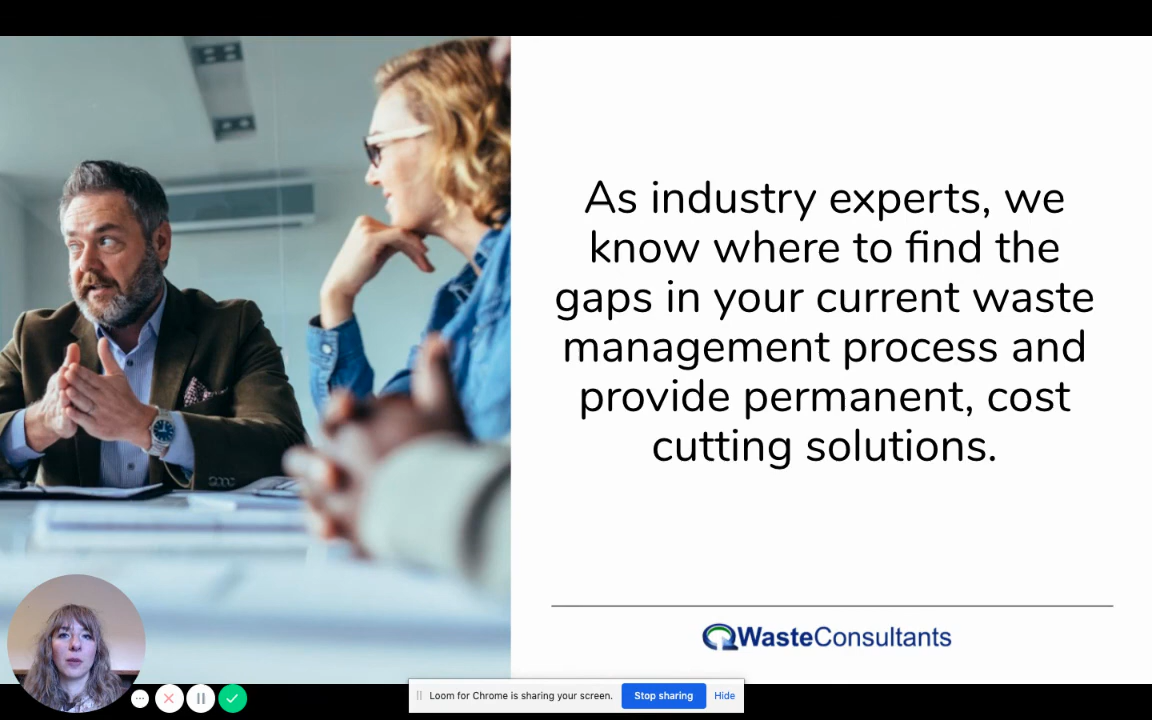 As industry experts, we
know where to find the
gaps in your current waste
management process and
provide permanent, cost
cutting solutions.
WasteConsultants
Loom for Chrome is sharing your screen.
Stop sharing
Hide